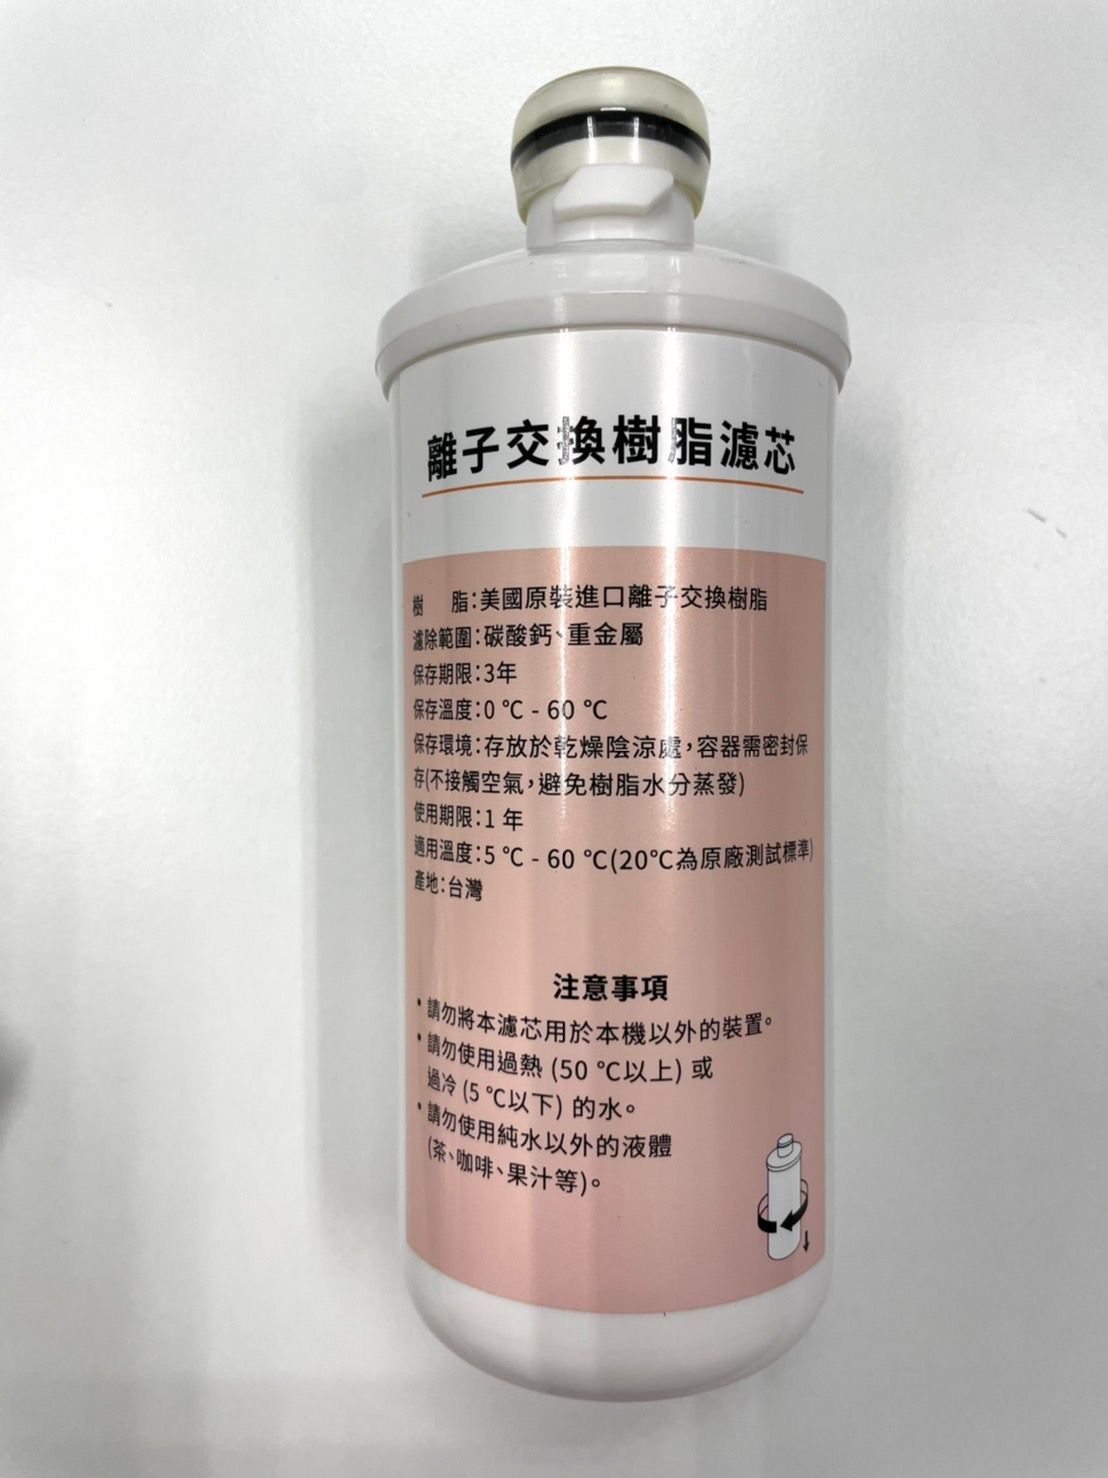 離子交換樹脂濾芯
樹　脂:美國原裝進口離子交換樹脂
濾除範圍:碳酸鈣、重金屬
保存期限:3年
保存溫度:0 ℃ - 60 ℃
保存環境:存放於乾燥陰涼處,容器需密封保
存(不接觸空氣,避免樹脂水分蒸發)
使用期限:1 年
適用溫度:5 ℃ - 60 ℃(20℃為原廠測試標準)
產地:台灣
注意事項
• 請勿將本濾芯用於本機以外的裝置。
• 請勿使用過熱 (50 ℃以上) 或
過冷 (5 ℃以下) 的水。
• 請勿使用純水以外的液體
(茶、咖啡、果汁等)。